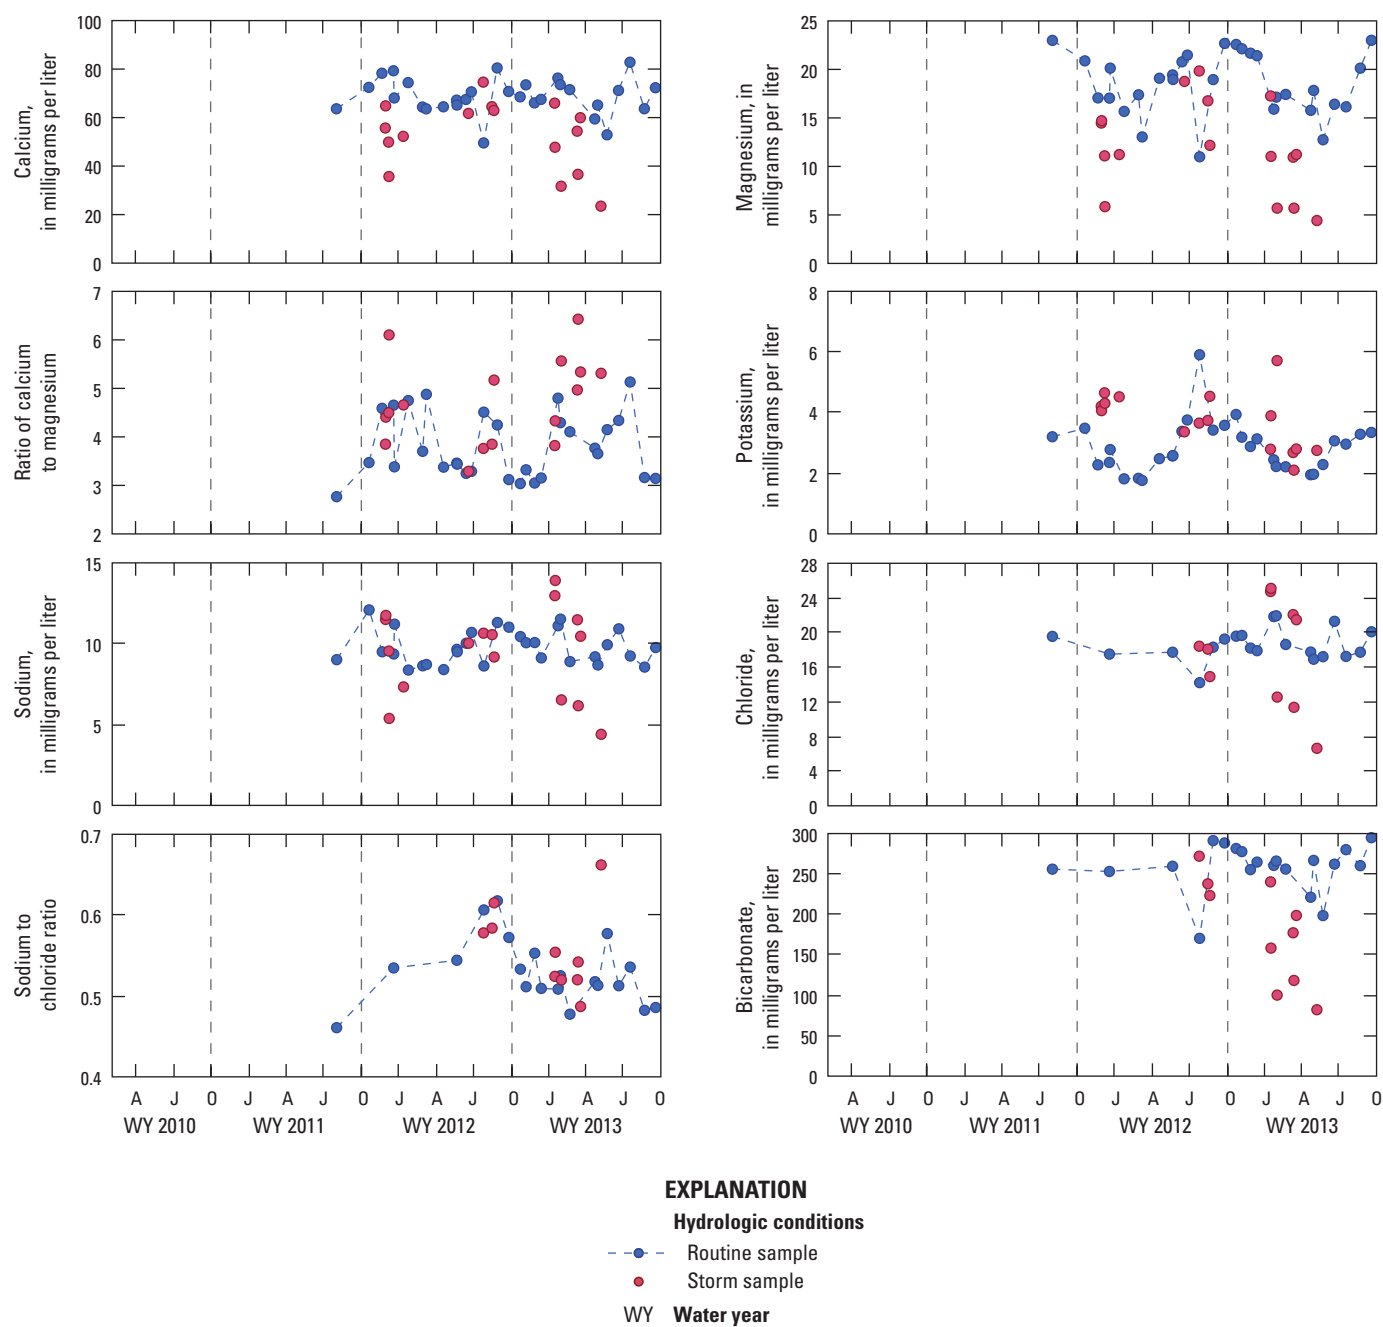 Calcium,
in milligrams per liter
100
80
60
40
20
0
Magnesium, in
milligrams per liter
25
20
15
10
5
0
Ratio of calcium
to magnesium
7
6
5
4
3
2
Potassium,
in milligrams per liter
8
6
4
2
0
Sodium,
in milligrams per liter
15
10
5
0
Chloride,
in milligrams per liter
28
24
20
16
12
8
4
0
Sodium to
chloride ratio
0.7
0.6
0.5
0.4
Bicarbonate,
in milligrams per liter
300
250
200
150
100
50
0
A J O J A J O J A J O J A J O
WY 2010 WY 2011 WY 2012 WY 2013
A J O J A J O J A J O J A J O
WY 2010 WY 2011 WY 2012 WY 2013
EXPLANATION
Hydrologic conditions
Routine sample
Storm sample
WY Water year